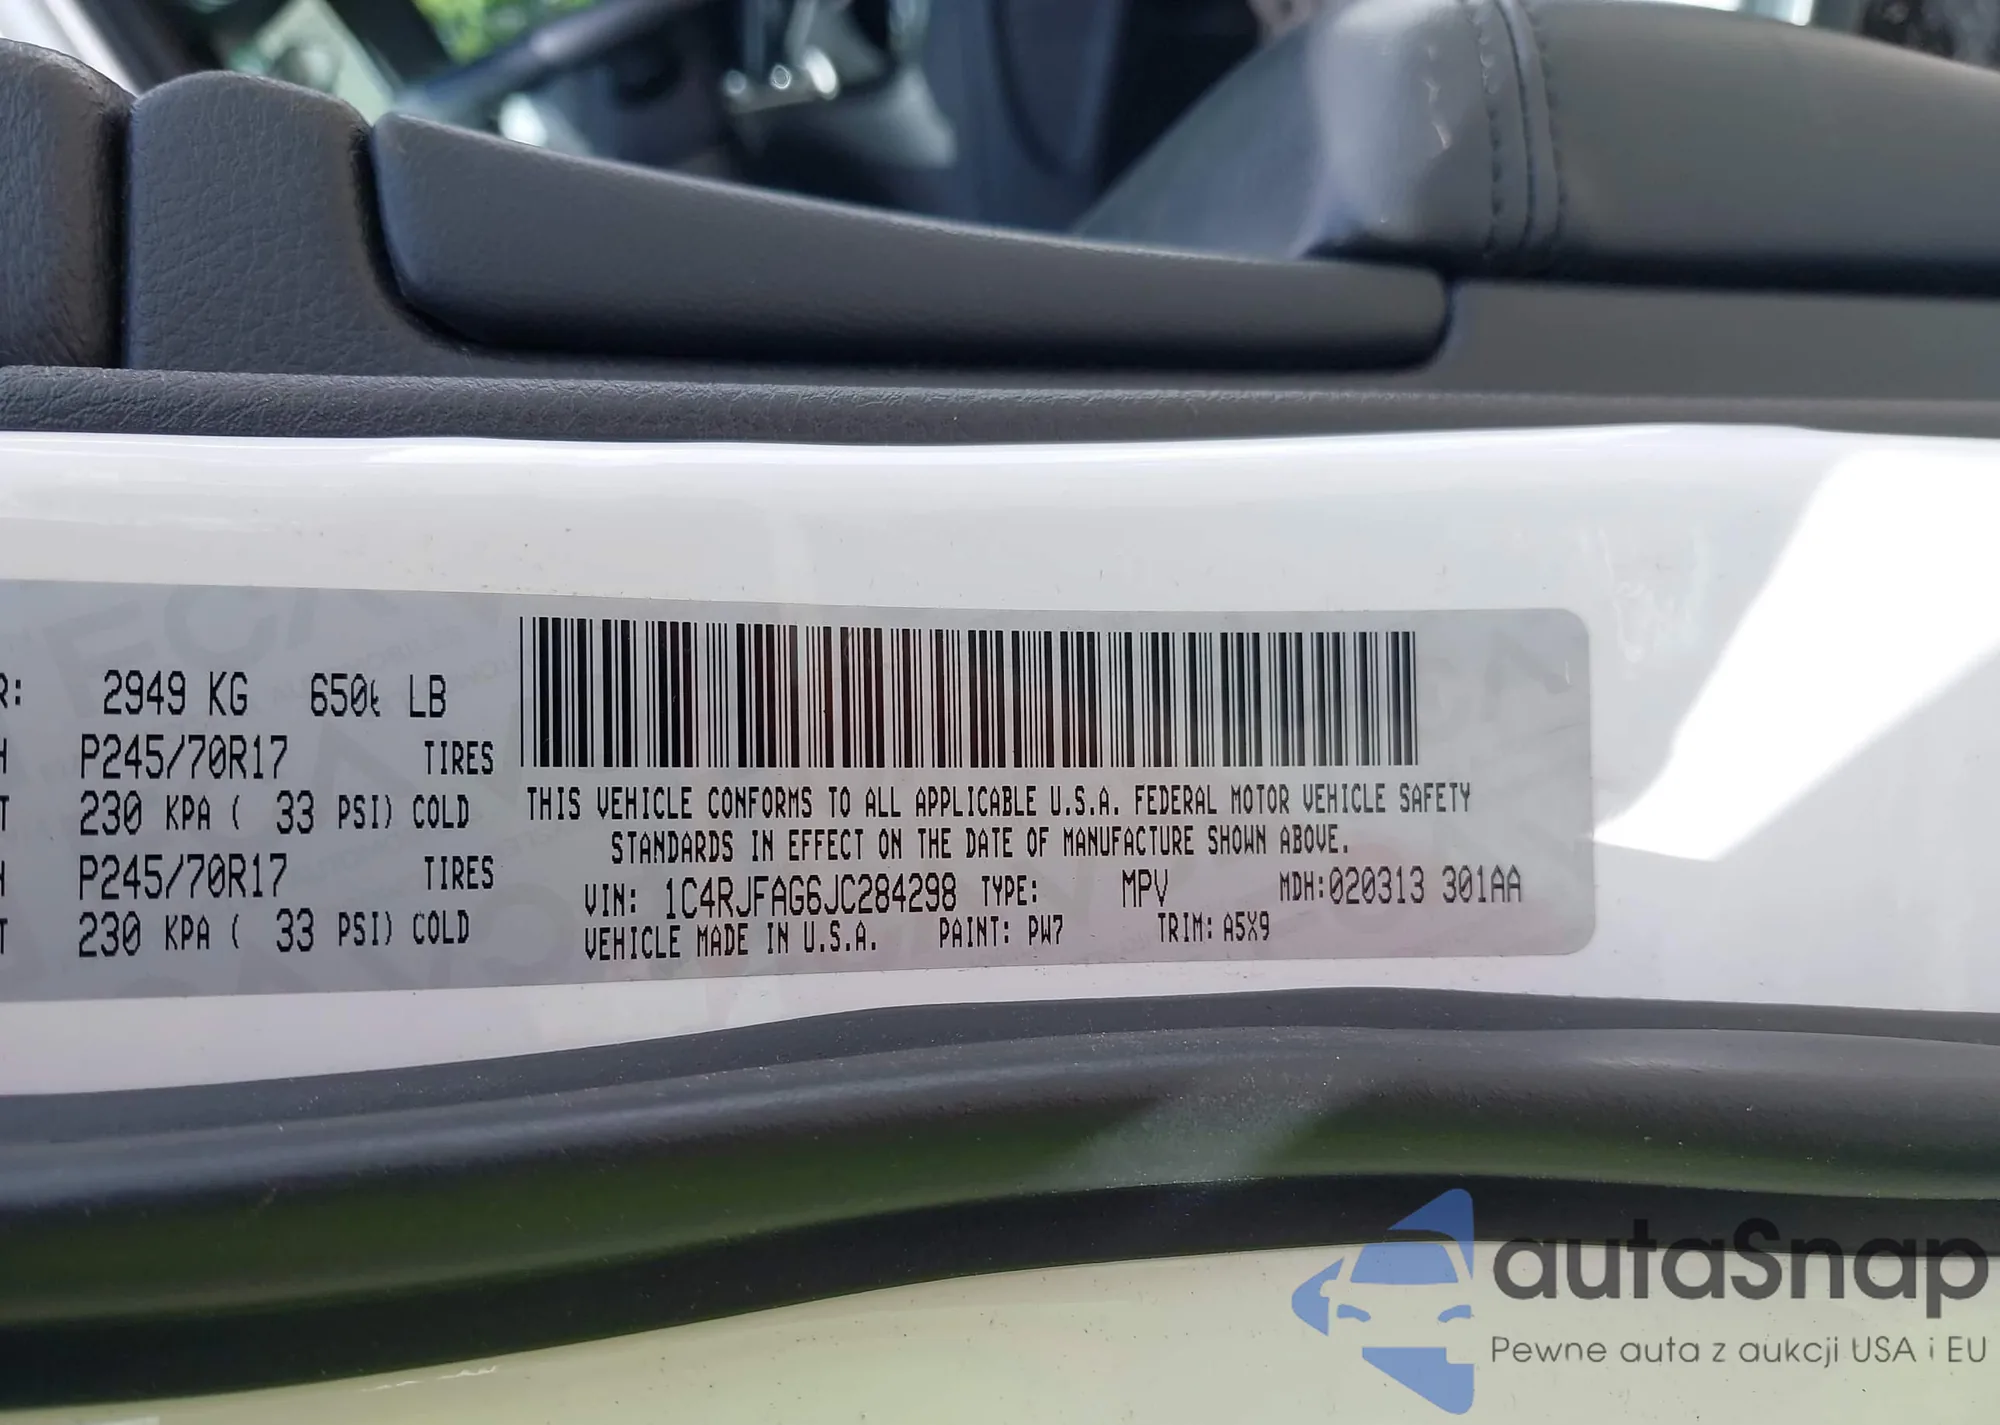 R: 2949 KG 6506 LB
H P245/70R17 TIRES
T 230 KPA ( 33 PSI) COLD
H P245/70R17 TIRES
T 230 KPA ( 33 PSI) COLD
THIS VEHICLE CONFORMS TO ALL APPLICABLE U.S.A. FEDERAL MOTOR VEHICLE SAFETY
STANDARDS IN EFFECT ON THE DATE OF MANUFACTURE SHOWN ABOVE.
VIN: 1C4RJFAG6JC284298 TYPE: MPV MDH:020313 301AA
VEHICLE MADE IN U.S.A. PAINT: PW7 TRIM: A5X9
autaSnap
Pewne auta z aukcji USA i EU